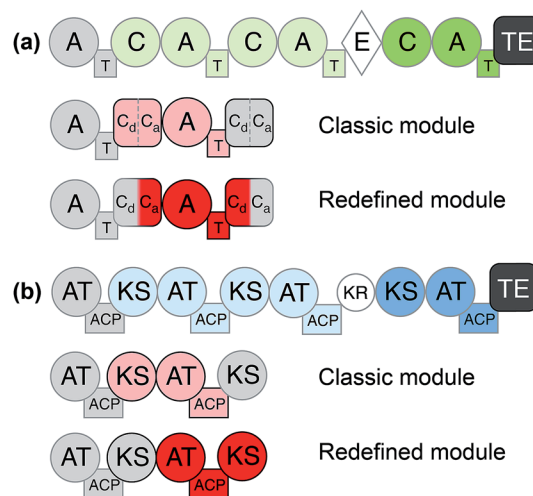 (a) A T C A T C A T E C A T TE
A T Cd Ca A T Cd Ca Classic module
A T Cd Ca A T Cd Ca Redefined module
(b) AT ACP KS AT ACP KS AT ACP KR KS AT ACP TE
AT ACP KS AT ACP KS Classic module
AT ACP KS AT ACP KS Redefined module